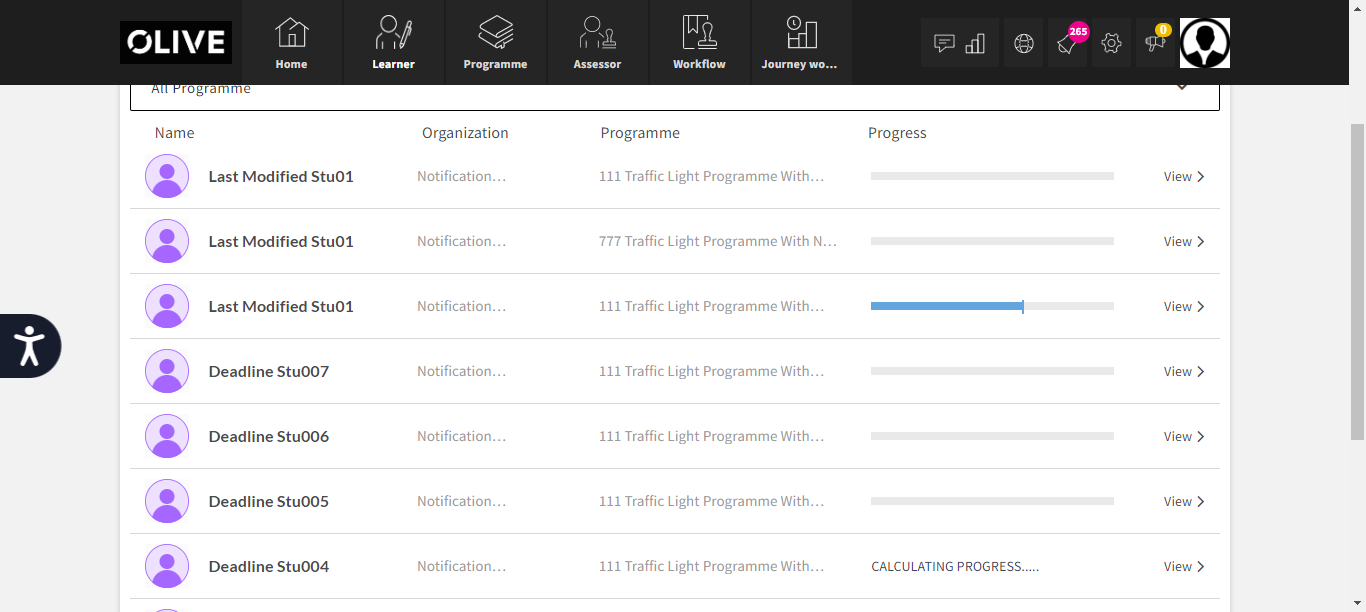 OLIVE
Home
Learner
Programme
Assessor
Workflow
Journey wo...
265
0
All Programme
Name Organization Programme Progress
Last Modified Stu01 Notification... 111 Traffic Light Programme With... View
Last Modified Stu01 Notification... 777 Traffic Light Programme With N... View
Last Modified Stu01 Notification... 111 Traffic Light Programme With... View
Deadline Stu007 Notification... 111 Traffic Light Programme With... View
Deadline Stu006 Notification... 111 Traffic Light Programme With... View
Deadline Stu005 Notification... 111 Traffic Light Programme With... View
Deadline Stu004 Notification... 111 Traffic Light Programme With... CALCULATING PROGRESS..... View